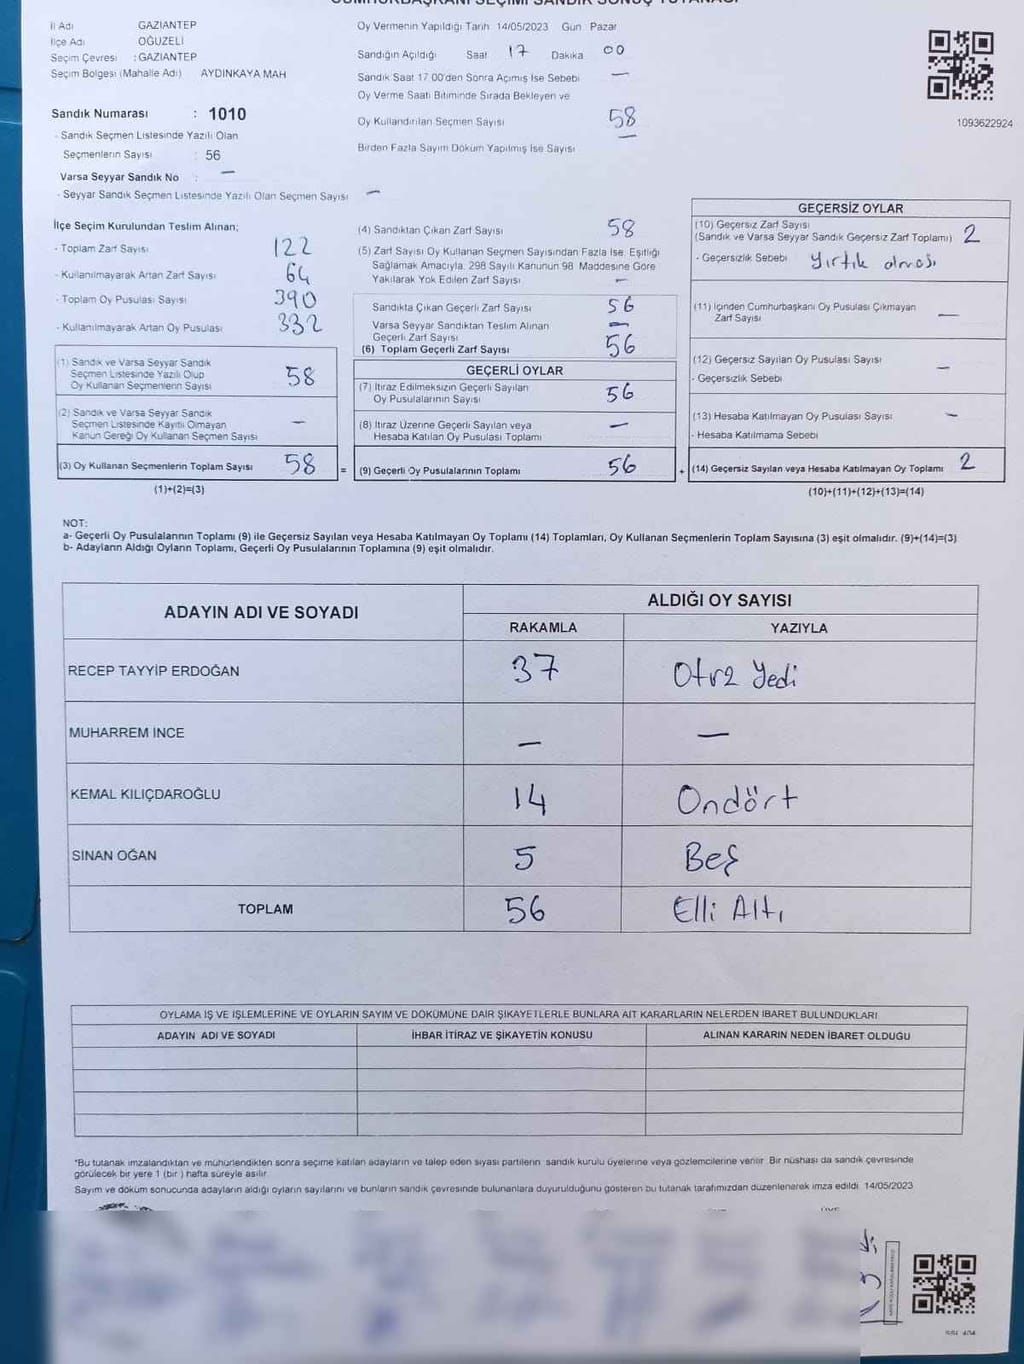 CUMHURBAŞKANI SEÇİMİ SANDIK SONUÇ TUTANAĞI
İl Adı GAZİANTEP
İlçe Adı OĞUZELİ
Seçim Çevresi : GAZİANTEP
Seçim Bölgesi (Mahalle Adı) AYDINKAYA MAH
Oy Vermenin Yapıldığı Tarih 14/05/2023 Gün Pazar
Sandığın Açıldığı Saat 17 Dakika 00
Sandık Saat 17.00'den Sonra Açılmış İse Sebebi —
Oy Verme Saati Bitiminde Sırada Bekleyen ve
Oy Kullandırılan Seçmen Sayısı 58
Birden Fazla Sayım Döküm Yapılmış İse Sayısı —
1093622924
Sandık Numarası : 1010
- Sandık Seçmen Listesinde Yazılı Olan
Seçmenlerin Sayısı : 56
Varsa Seyyar Sandık No : —
- Seyyar Sandık Seçmen Listesinde Yazılı Olan Seçmen Sayısı —
İlçe Seçim Kurulundan Teslim Alınan;
- Toplam Zarf Sayısı 122
- Kullanılmayarak Artan Zarf Sayısı 64
- Toplam Oy Pusulası Sayısı 390
- Kullanılmayarak Artan Oy Pusulası 332
(1) Sandık ve Varsa Seyyar Sandık
Seçmen Listesinde Yazılı Olup
Oy Kullanan Seçmenlerin Sayısı 58
(2) Sandık ve Varsa Seyyar Sandık
Seçmen Listesinde Kayıtlı Olmayan
Kanun Gereği Oy Kullanan Seçmen Sayısı —
(3) Oy Kullanan Seçmenlerin Toplam Sayısı 58 =
(1)+(2)=(3)
(4) Sandıktan Çıkan Zarf Sayısı 58
(5) Zarf Sayısı Oy Kullanan Seçmen Sayısından Fazla İse, Eşitliği
Sağlamak Amacıyla, 298 Sayılı Kanunun 98. Maddesine Göre
Yakılarak Yok Edilen Zarf Sayısı —
Sandıkta Çıkan Geçerli Zarf Sayısı 56
Varsa Seyyar Sandıktan Teslim Alınan
Geçerli Zarf Sayısı —
(6) Toplam Geçerli Zarf Sayısı 56
GEÇERLİ OYLAR
(7) İtiraz Edilmeksizin Geçerli Sayılan
Oy Pusulalarının Sayısı 56
(8) İtiraz Üzerine Geçerli Sayılan veya
Hesaba Katılan Oy Pusulası Toplamı —
(9) Geçerli Oy Pusulalarının Toplamı 56 +
GEÇERSİZ OYLAR
(10) Geçersiz Zarf Sayısı
(Sandık ve Varsa Seyyar Sandık Geçersiz Zarf Toplamı) 2
- Geçersizlik Sebebi Yırtık olması
(11) İçinden Cumhurbaşkanı Oy Pusulası Çıkmayan
Zarf Sayısı —
(12) Geçersiz Sayılan Oy Pusulası Sayısı —
- Geçersizlik Sebebi
(13) Hesaba Katılmayan Oy Pusulası Sayısı —
- Hesaba Katılmama Sebebi
(14) Geçersiz Sayılan veya Hesaba Katılmayan Oy Toplamı 2
(10)+(11)+(12)+(13)=(14)
NOT:
a- Geçerli Oy Pusulalarının Toplamı (9) ile Geçersiz Sayılan veya Hesaba Katılmayan Oy Toplamı (14) Toplamları, Oy Kullanan Seçmenlerin Toplam Sayısına (3) eşit olmalıdır. (9)+(14)=(3)
b- Adayların Aldığı Oyların Toplamı, Geçerli Oy Pusulalarının Toplamına (9) eşit olmalıdır.
ADAYIN ADI VE SOYADI ALDIĞI OY SAYISI
RAKAMLA YAZIYLA
RECEP TAYYİP ERDOĞAN 37 Otuz Yedi
MUHARREM İNCE — —
KEMAL KILIÇDAROĞLU 14 Ondört
SİNAN OĞAN 5 Beş
TOPLAM 56 Elli Altı
OYLAMA İŞ VE İŞLEMLERİNE VE OYLARIN SAYIM VE DÖKÜMÜNE DAİR ŞİKAYETLERLE BUNLARA AİT KARARLARIN NELERDEN İBARET BULUNDUKLARI
ADAYIN ADI VE SOYADI İHBAR İTİRAZ VE ŞİKAYETİN KONUSU ALINAN KARARIN NEDEN İBARET OLDUĞU
*Bu tutanak imzalandıktan ve mühürlendikten sonra seçime katılan adayların ve talep eden siyasi partilerin sandık kurulu üyelerine veya gözlemcilerine verilir. Bir nüshası da sandık çevresinde
görülecek bir yere 1 (bir ) hafta süreyle asılır.
Sayım ve döküm sonucunda adayların aldığı oyların sayılarını ve bunların sandık çevresinde bulunanlara duyurulduğunu gösteren bu tutanak tarafımızdan düzenlenerek imza edildi. 14/05/2023